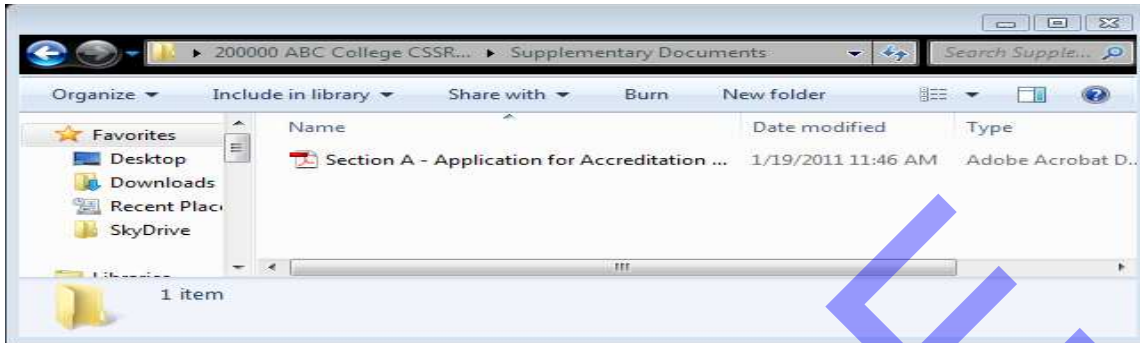 200000 ABC College CSSR... Supplementary Documents Search Supple...
Organize Include in library Share with Burn New folder
Favorites
Desktop
Downloads
Recent Plac
SkyDrive
Libraries
Name Date modified Type
Section A - Application for Accreditation ... 1/19/2011 11:46 AM Adobe Acrobat D..
1 item